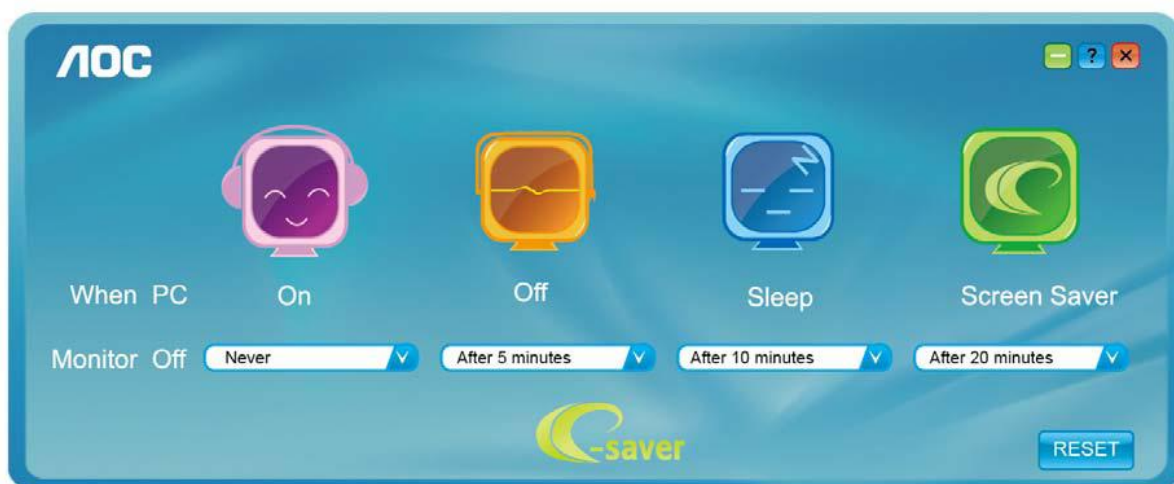 AOC
?
When PC On Off Sleep Screen Saver
Monitor Off Never After 5 minutes After 10 minutes After 20 minutes
e-saver
RESET